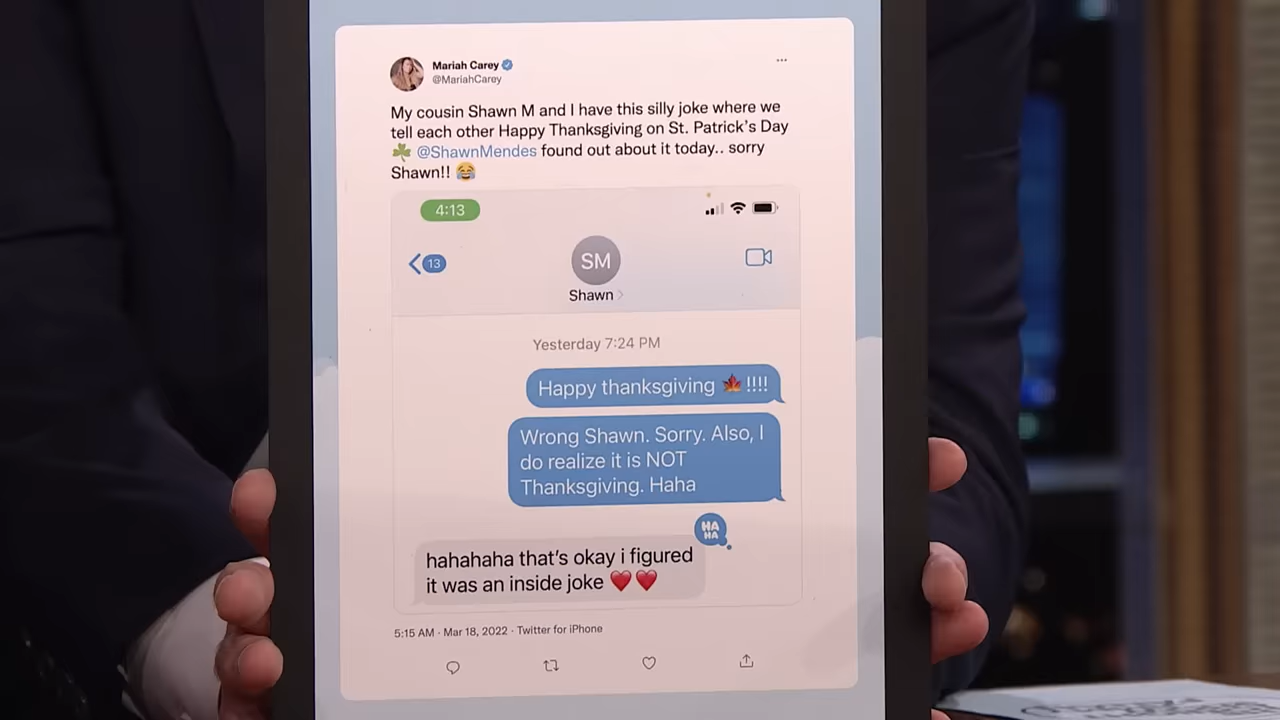 Mariah Carey
@MariahCarey
...
My cousin Shawn M and I have this silly joke where we
tell each other Happy Thanksgiving on St. Patrick's Day
☘️ @ShawnMendes found out about it today.. sorry
Shawn!! 😂
4:13
13
SM
Shawn >
Yesterday 7:24 PM
Happy thanksgiving 🍁 !!!!
Wrong Shawn. Sorry. Also, I
do realize it is NOT
Thanksgiving. Haha
HA
HA
hahahaha that's okay i figured
it was an inside joke ❤️❤️
5:15 AM · Mar 18, 2022 · Twitter for iPhone